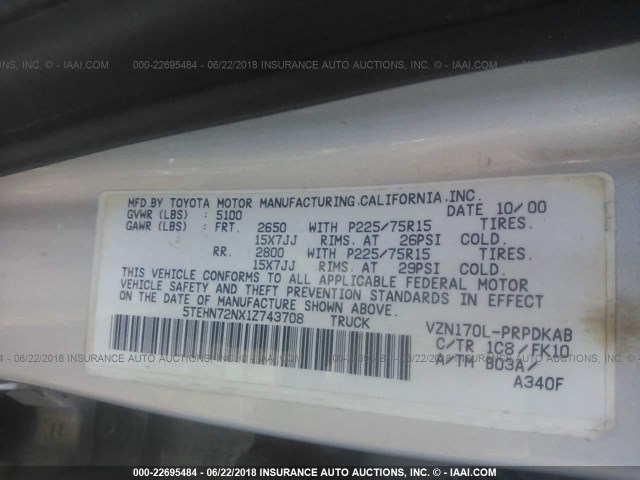 000-22695484 - 06/22/2018 INSURANCE AUTO AUCTIONS, INC. - IAAI.COM
MFD.BY TOYOTA MOTOR MANUFACTURING.CALIFORNIA.INC.
GVWR (LBS) : 5100 DATE 10/00
GAWR (LBS) : FRT. 2650 WITH P225/75R15 TIRES.
15X7JJ RIMS. AT 26PSI COLD.
RR. 2800 WITH P225/75R15 TIRES.
15X7JJ RIMS. AT 29PSI COLD.
THIS VEHICLE CONFORMS TO ALL APPLICABLE FEDERAL MOTOR
VEHICLE SAFETY AND THEFT PREVENTION STANDARDS IN EFFECT
ON THE DATE OF MANUFACTURE SHOWN ABOVE.
5TEHN72NX1Z743708 TRUCK
VZN170L-PRPDKAB
C/TR 1C8/FK10
A/TM B03A/
A340F
000-22695484 - 06/22/2018 INSURANCE AUTO AUCTIONS, INC. - IAAI.COM